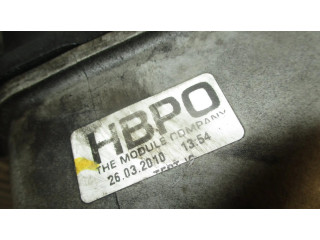 HBPO
THE MODULE COMPANY
26.03.2010 13:54